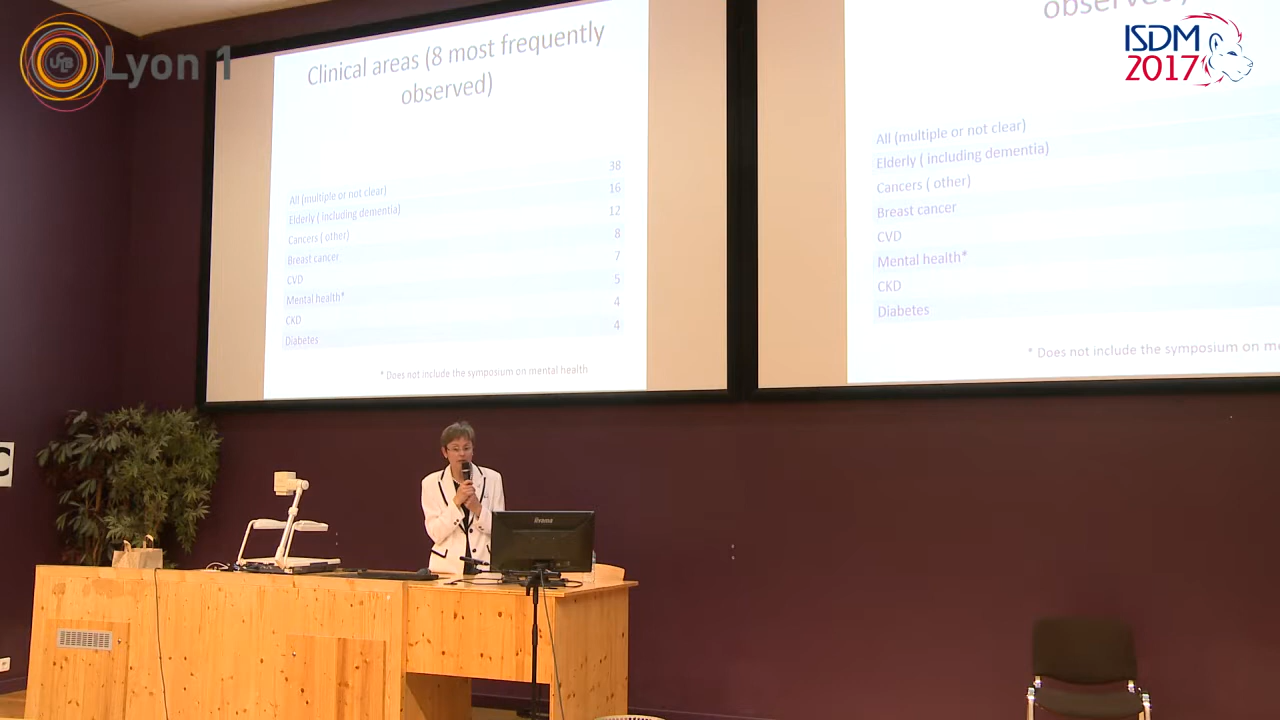 UCBL
Lyon 1
ISDM
2017
Clinical areas (8 most frequently
observed)
38
All (multiple or not clear) 16
Elderly ( including dementia) 12
Cancers ( other) 8
Breast cancer 7
CVD 5
Mental health* 4
CKD 4
Diabetes
* Does not include the symposium on mental health
observed)
All (multiple or not clear)
Elderly ( including dementia)
Cancers ( other)
Breast cancer
CVD
Mental health*
CKD
Diabetes
* Does not include the symposium on me
iiyama
C